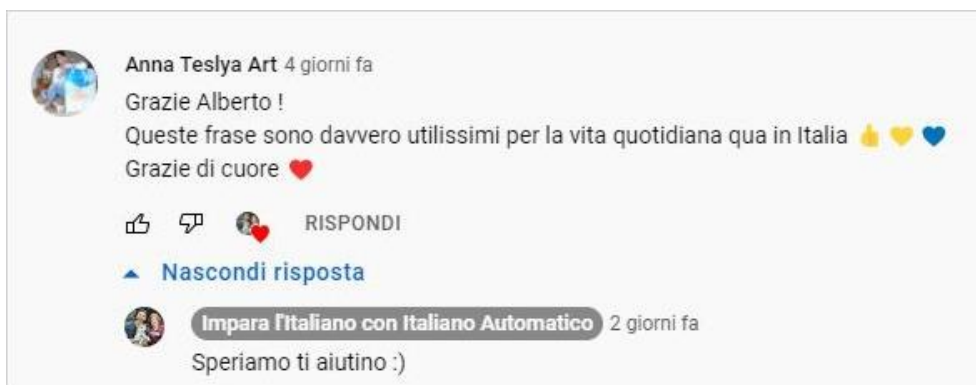 Anna Teslya Art 4 giorni fa
Grazie Alberto !
Queste frase sono davvero utilissimi per la vita quotidiana qua in Italia 👍 💛 💙
Grazie di cuore ❤️
RISPONDI
Nascondi risposta
Impara l'Italiano con Italiano Automatico 2 giorni fa
Speriamo ti aiutino :)